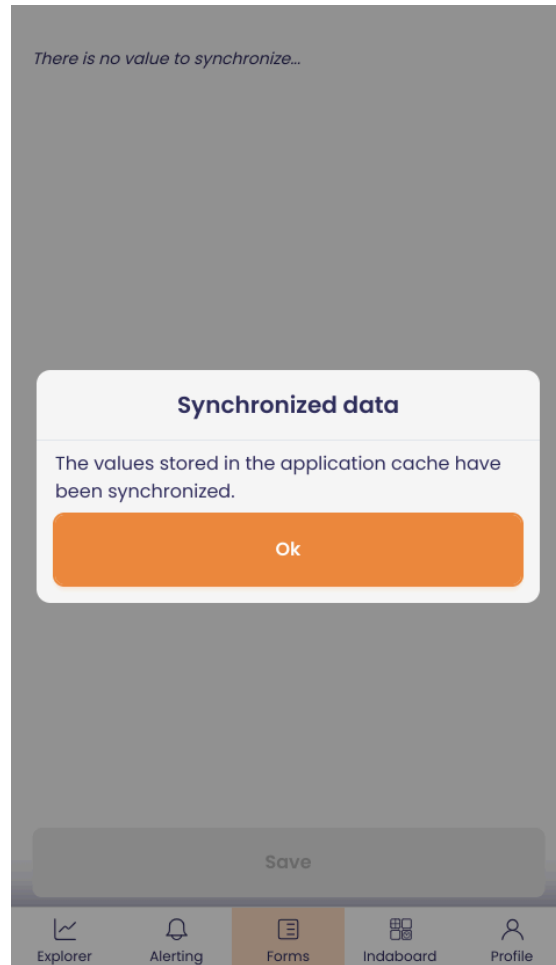 There is no value to synchronize...
Synchronized data
The values stored in the application cache have
been synchronized.
Ok
Save
Explorer
Alerting
Forms
Indaboard
Profile